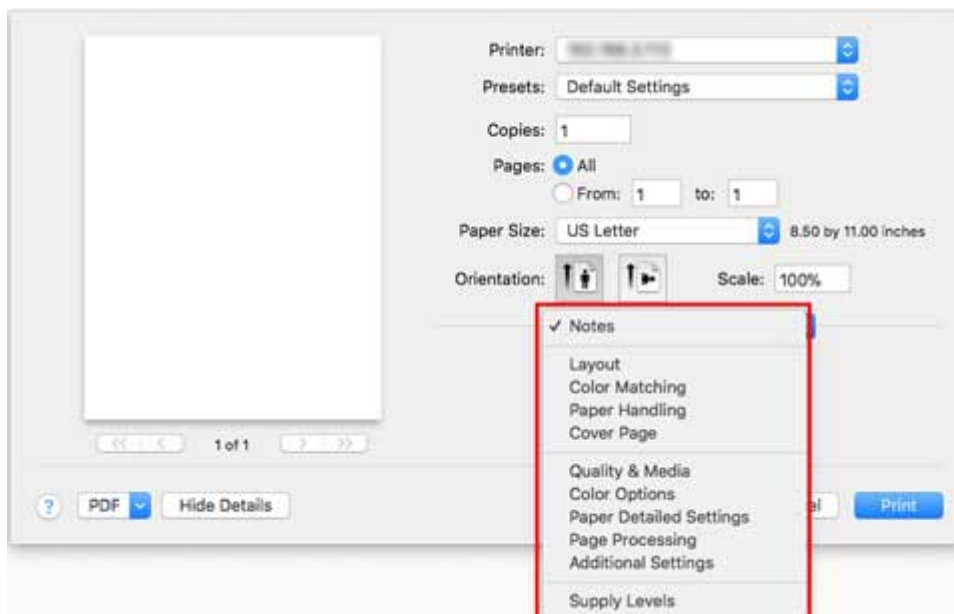 Printer:
Presets: Default Settings
Copies: 1
Pages: All
From: 1 to: 1
Paper Size: US Letter 8.50 by 11.00 inches
Orientation: Scale: 100%
✓ Notes
Layout
Color Matching
Paper Handling
Cover Page
1 of 1
Quality & Media
Color Options
Paper Detailed Settings
Page Processing
Additional Settings
Supply Levels
? PDF Hide Details el Print